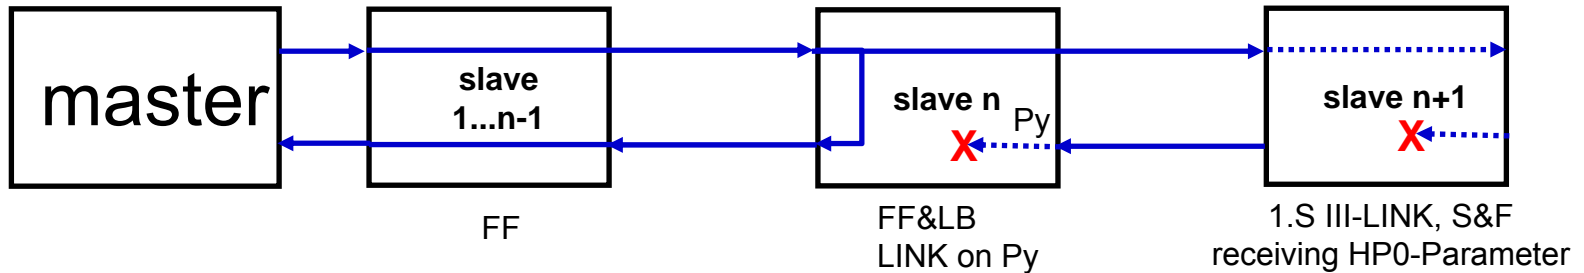 master
slave
1...n-1
FF
slave n
X
Py
FF&LB
LINK on Py
slave n+1
X
1.S III-LINK, S&F
receiving HP0-Parameter